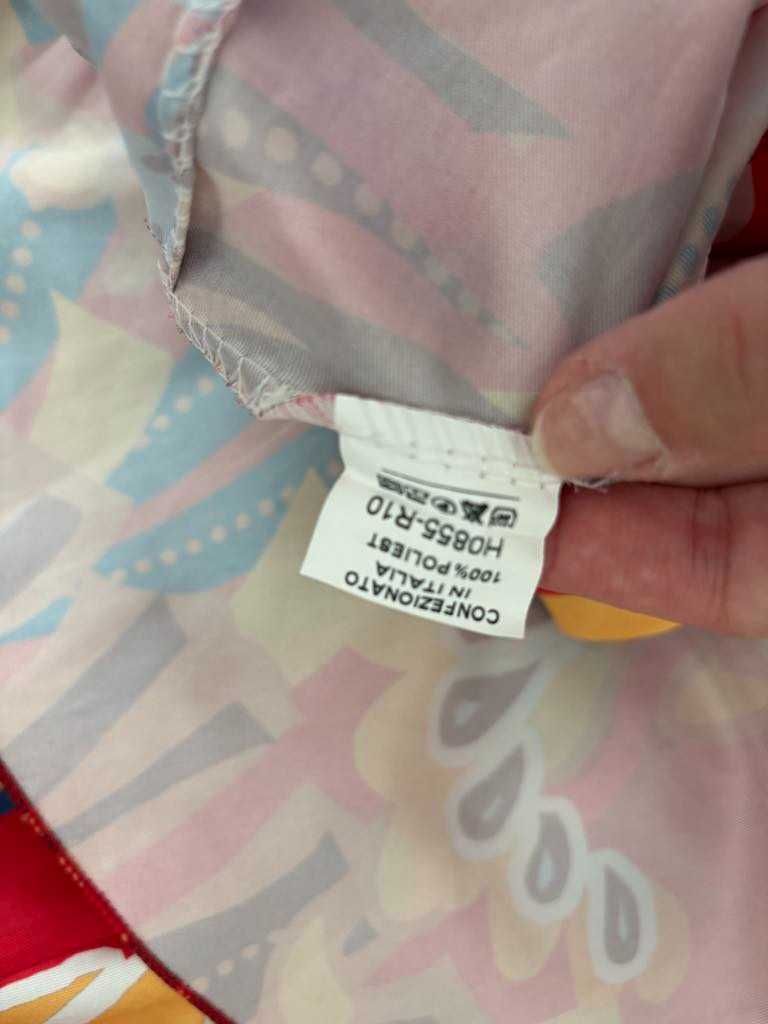 CONFEZIONATO
IN ITALIA
100% POLIEST
H0855-R10